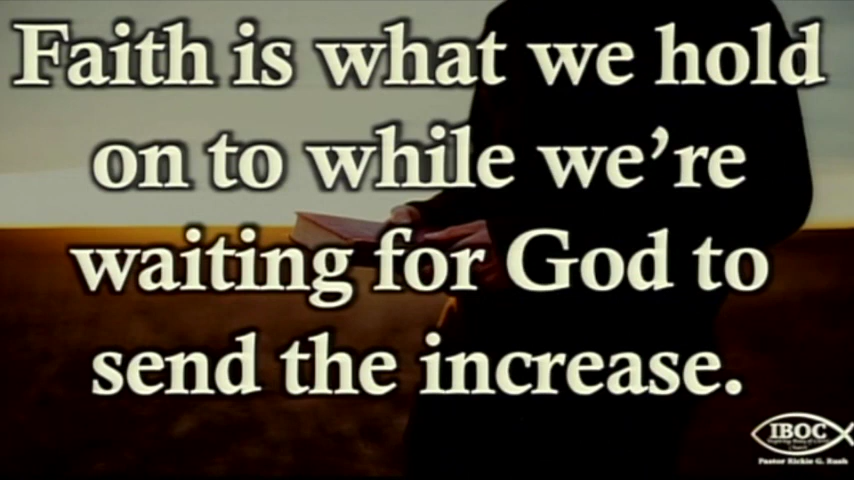 Faith is what we hold
on to while we’re
waiting for God to
send the increase.
IBOC
Pastor Rickie G. Rush